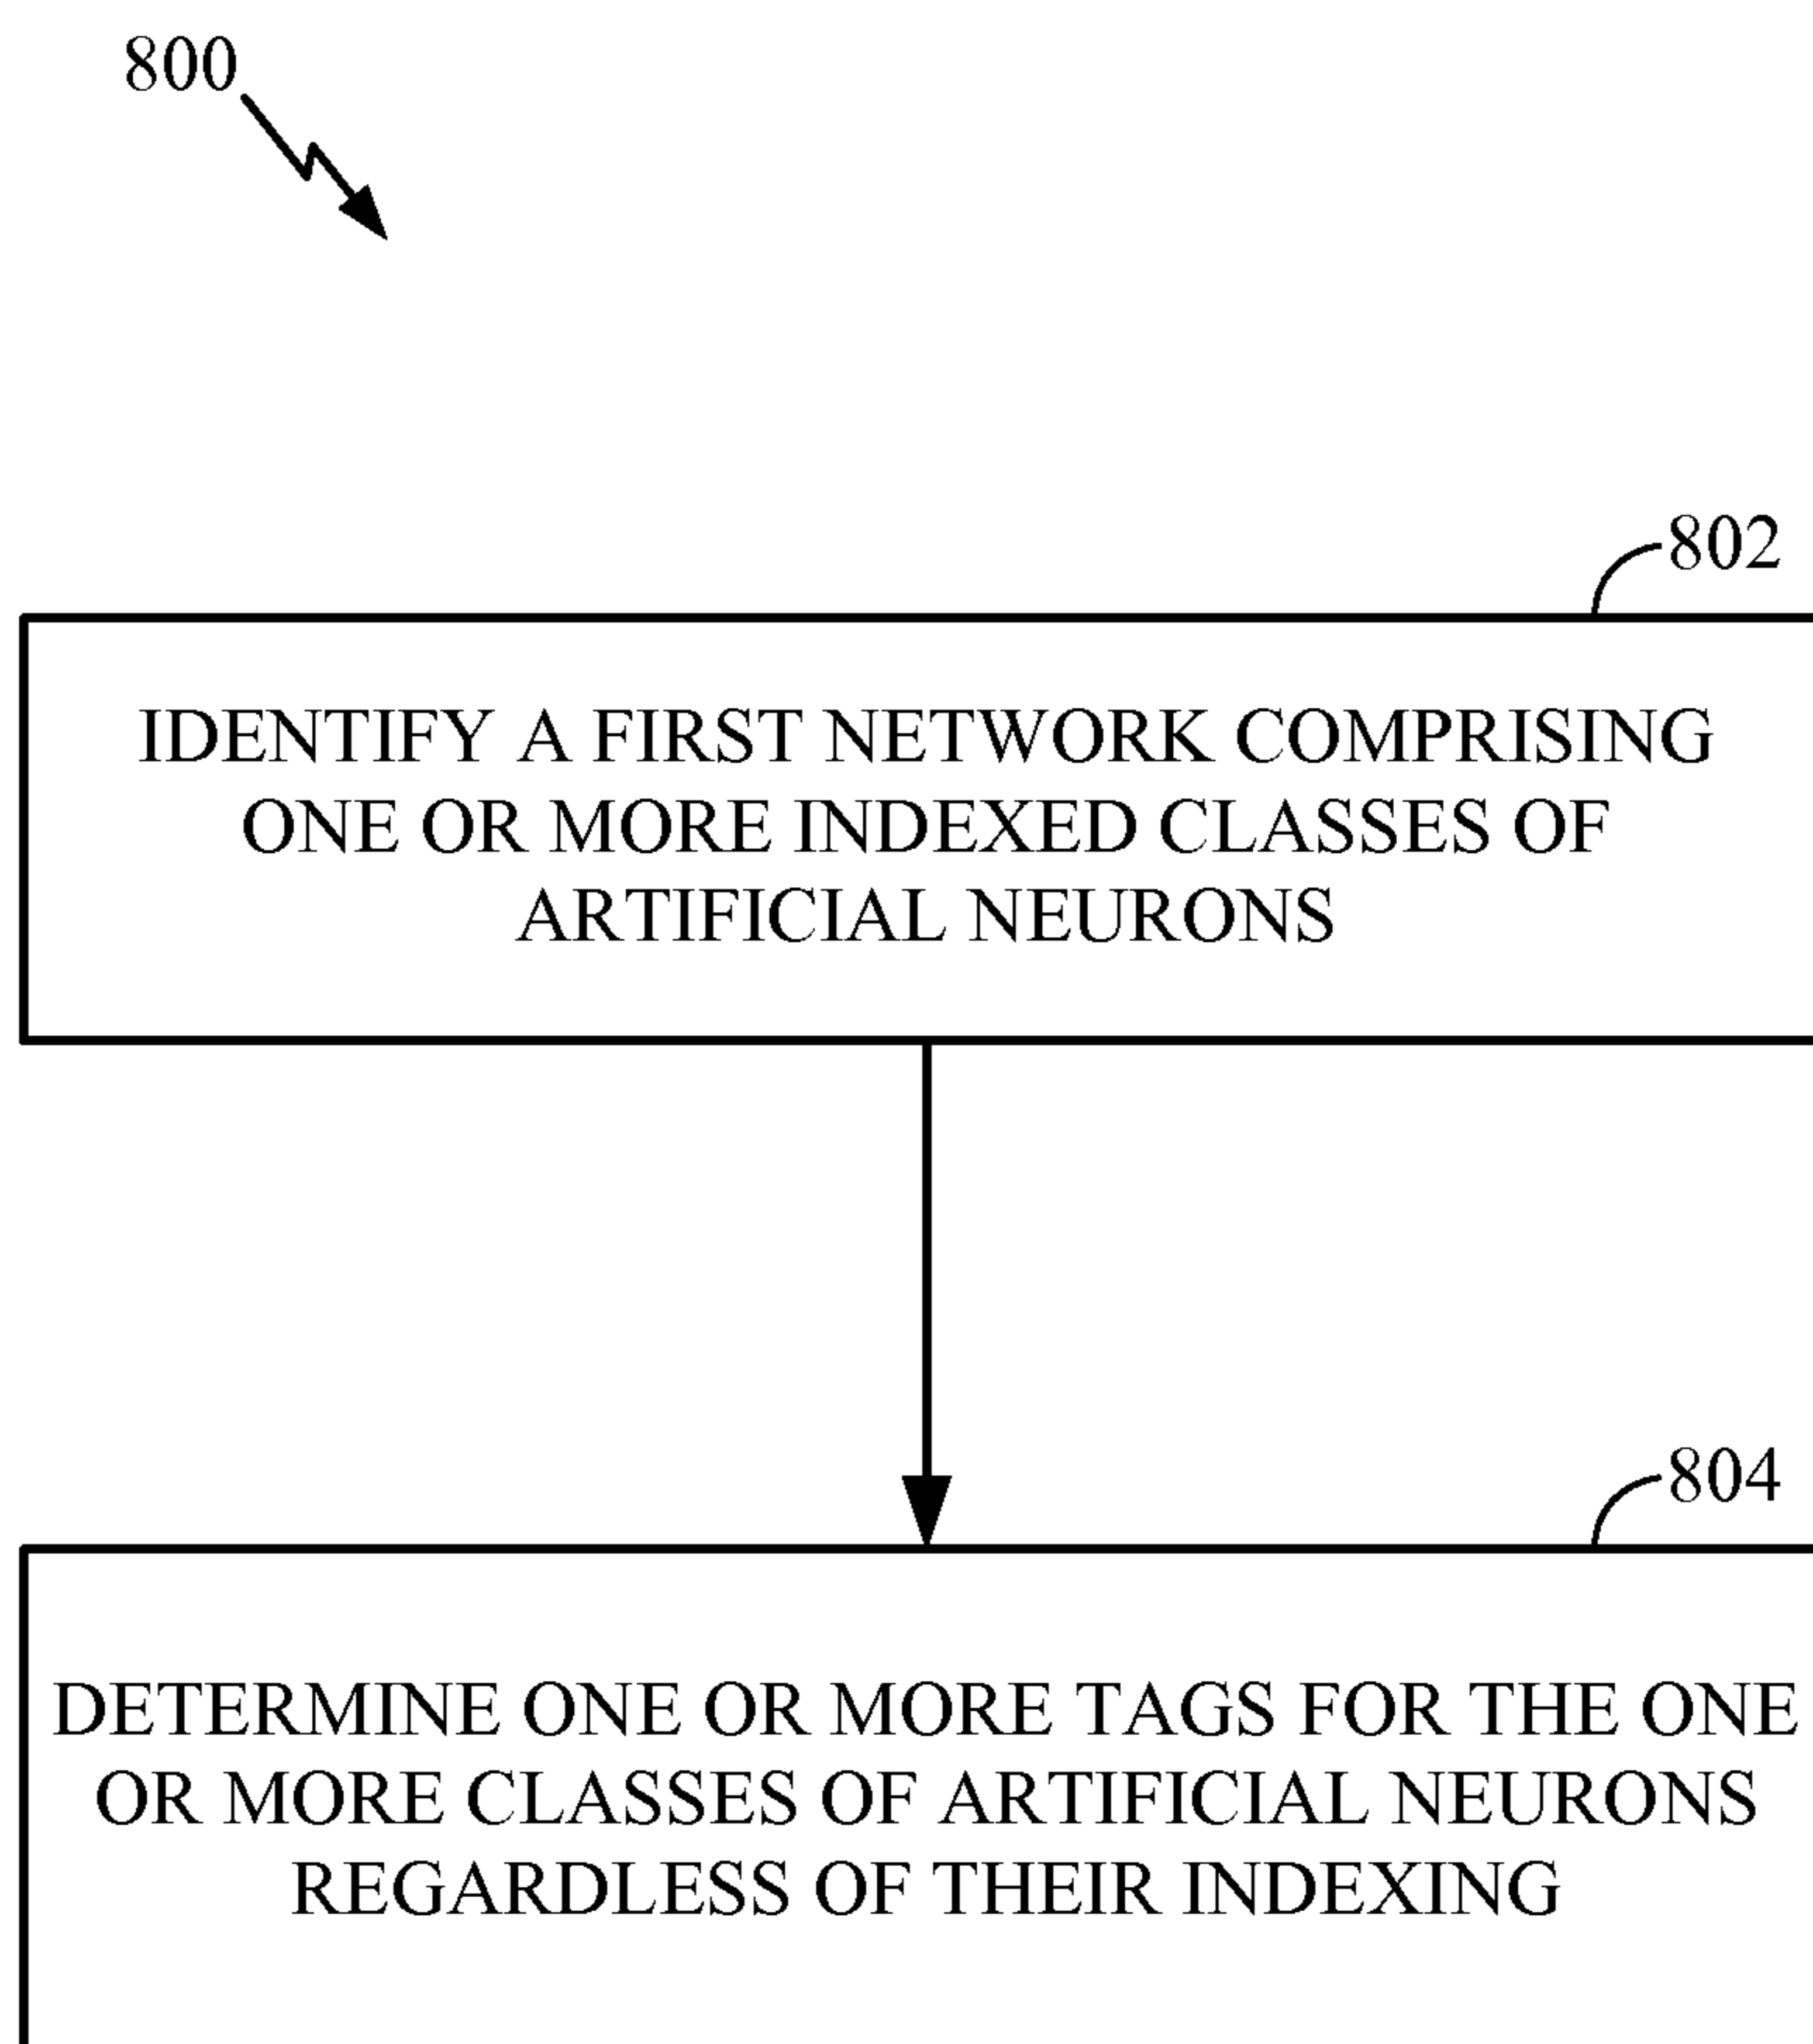 800
802
IDENTIFY A FIRST NETWORK COMPRISING
ONE OR MORE INDEXED CLASSES OF
ARTIFICIAL NEURONS
804
DETERMINE ONE OR MORE TAGS FOR THE ONE
OR MORE CLASSES OF ARTIFICIAL NEURONS
REGARDLESS OF THEIR INDEXING